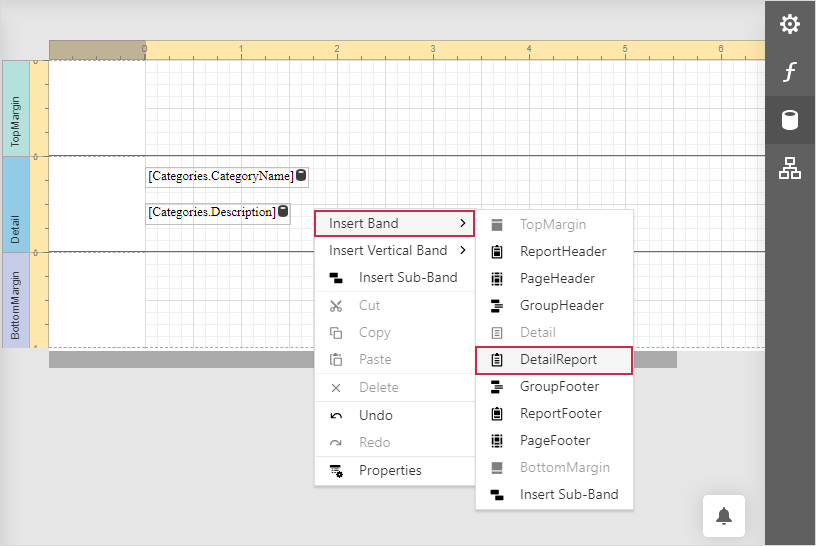 0 1 2 3 4 5 6
TopMargin
[Categories.CategoryName]
[Categories.Description]
Detail
BottomMargin
Insert Band
Insert Vertical Band
Insert Sub-Band
Cut
Copy
Paste
Delete
Undo
Redo
Properties
TopMargin
ReportHeader
PageHeader
GroupHeader
Detail
DetailReport
GroupFooter
ReportFooter
PageFooter
BottomMargin
Insert Sub-Band
f